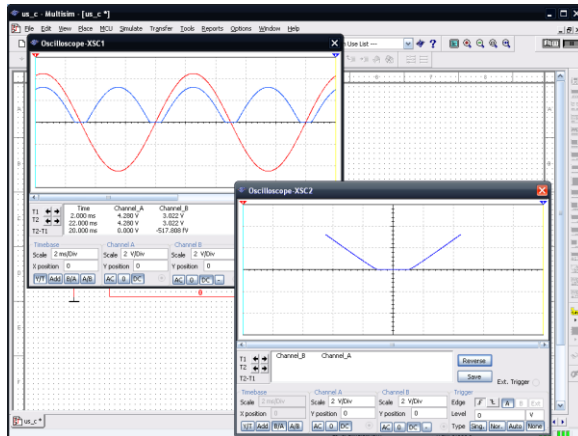 us_c - Multisim - [us_c *]
File Edit View Place MCU Simulate Transfer Tools Reports Options Window Help
Use List ---
Oscilloscope-XSC1
T1
T2
T2-T1
Time Channel_A Channel_B
2.000 ms 4.280 V 3.822 V
22.000 ms 4.280 V 3.822 V
20.000 ms 0.000 V -517.808 fV
Timebase
Scale 2 ms/Div
X position 0
Y/T Add B/A A/B
Channel A
Scale 2 V/Div
Y position 0
AC 0 DC
Channel B
Scale 2 V/Div
Y position 0
AC 0 DC -
0
Oscilloscope-XSC2
T1
T2
T2-T1
Channel_B Channel_A
Reverse
Save
Ext. Trigger
Timebase
Scale 2 ms/Div
X position 0
Y/T Add B/A A/B
Channel A
Scale 2 V/Div
Y position 0
AC 0 DC
Channel B
Scale 2 V/Div
Y position 0
AC 0 DC -
Trigger
Edge A B Ext
Level 0 V
Type Sing. Nor. Auto None
us_c *